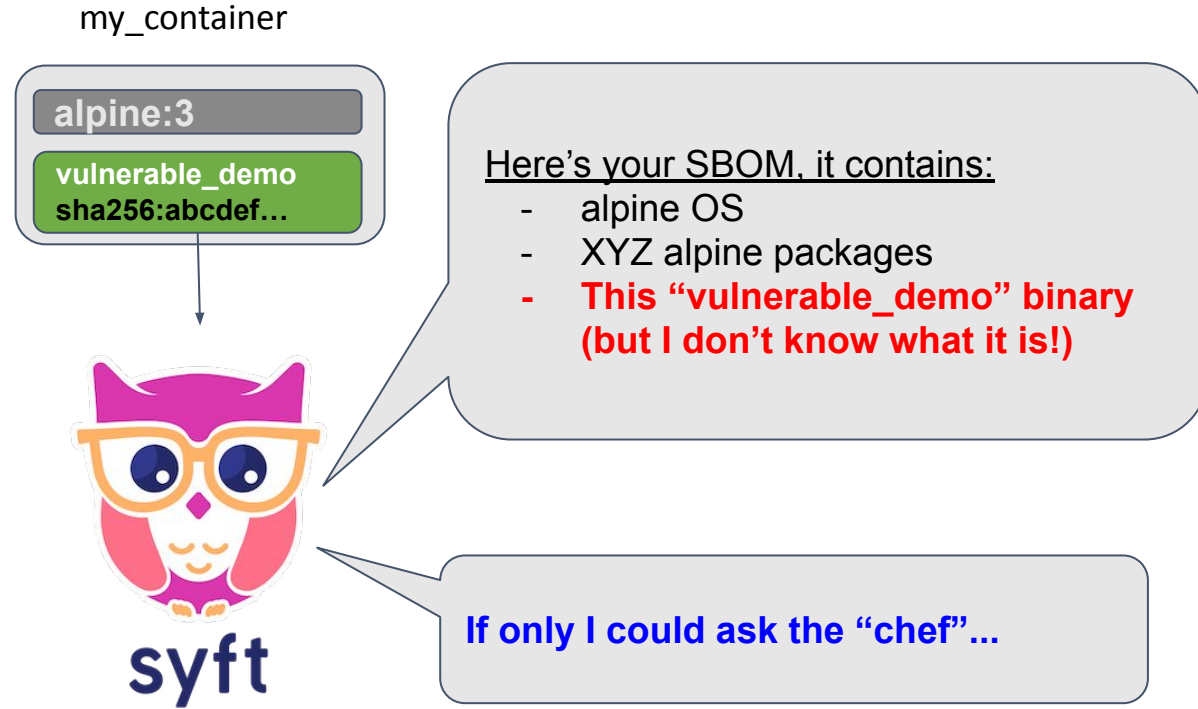 my_container
alpine:3
vulnerable_demo
sha256:abcdef…
Here’s your SBOM, it contains:
- alpine OS
- XYZ alpine packages
- This “vulnerable_demo” binary
(but I don’t know what it is!)
If only I could ask the “chef”...
syft